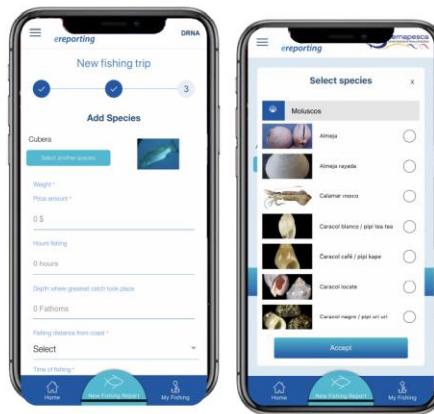 ereporting
DRNA
New fishing trip
3
Add Species
Cubera
Select another species
Weight *
Price amount *
0 $
Hours fishing
0 hours
Depth where greatest catch took place
0 Fathoms
Fishing distance from coast *
Select
Time of fishing *
Home
New Fishing Report
My Fishing
ereporting
Select species
x
Moluscos
Almeja
Almeja rayada
Calamar moco
Caracol blanco / pipi tea tea
Caracol café / pipi kape
Caracol locate
Caracol negro / pipi uri uri
Accept
Home
New Fishing Report
My Fishing